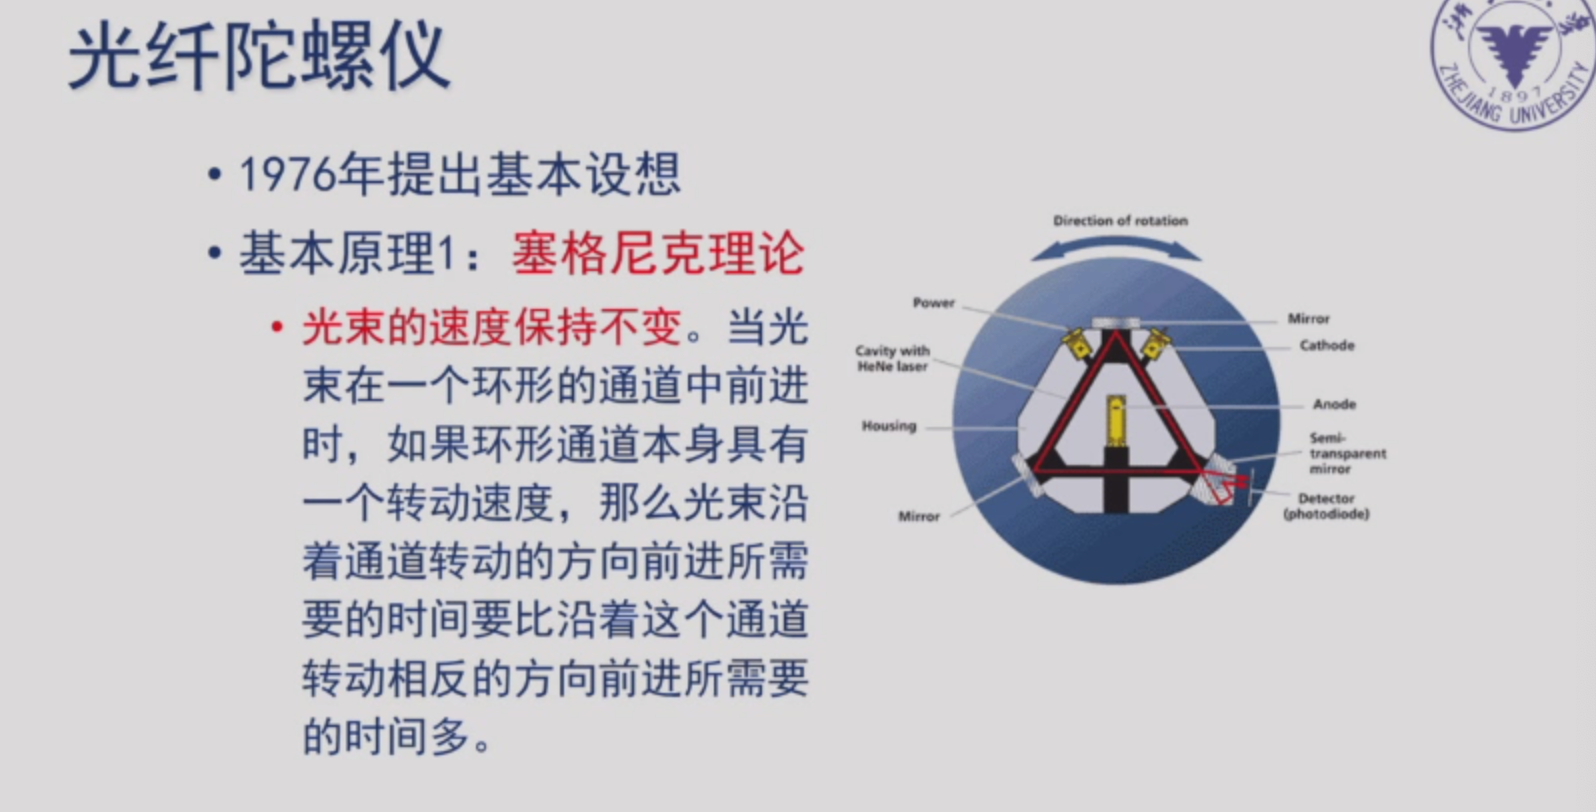 光纤陀螺仪
ZHEJIANG UNIVERSITY
1897
• 1976年提出基本设想
• 基本原理1：塞格尼克理论
• 光束的速度保持不变。当光
束在一个环形的通道中前进
时，如果环形通道本身具有
一个转动速度，那么光束沿
着通道转动的方向前进所需
要的时间要比沿着这个通道
转动相反的方向前进所需要
的时间多。
Direction of rotation
Power
Mirror
Cathode
Cavity with
HeNe laser
Anode
Housing
Semi-
transparent
mirror
Detector
(photodiode)
Mirror